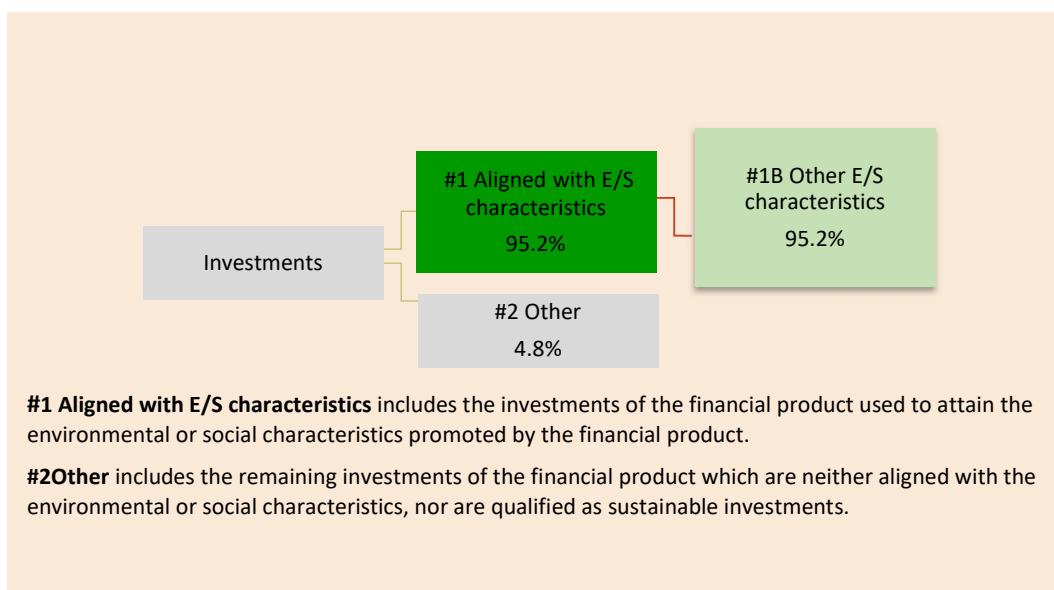 #1 Aligned with E/S
characteristics
95.2%
#1B Other E/S
characteristics
95.2%
Investments
#2 Other
4.8%
#1 Aligned with E/S characteristics includes the investments of the financial product used to attain the
environmental or social characteristics promoted by the financial product.
#2Other includes the remaining investments of the financial product which are neither aligned with the
environmental or social characteristics, nor are qualified as sustainable investments.